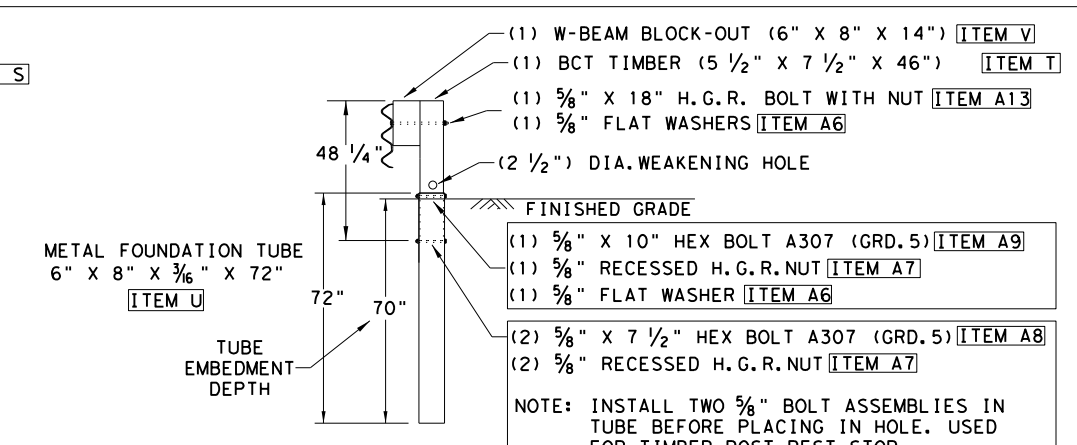 S
(1) W-BEAM BLOCK-OUT (6" X 8" X 14") ITEM V
(1) BCT TIMBER (5 1/2" X 7 1/2" X 46") ITEM T
(1) 5/8" X 18" H.G.R. BOLT WITH NUT ITEM A13
(1) 5/8" FLAT WASHERS ITEM A6
48 1/4"
(2 1/2") DIA.WEAKENING HOLE
FINISHED GRADE
METAL FOUNDATION TUBE
6" X 8" X 3/16" X 72"
ITEM U
72"
70"
TUBE
EMBEDMENT
DEPTH
(1) 5/8" X 10" HEX BOLT A307 (GRD.5) ITEM A9
(1) 5/8" RECESSED H.G.R.NUT ITEM A7
(1) 5/8" FLAT WASHER ITEM A6
(2) 5/8" X 7 1/2" HEX BOLT A307 (GRD.5) ITEM A8
(2) 5/8" RECESSED H.G.R.NUT ITEM A7
NOTE: INSTALL TWO 5/8" BOLT ASSEMBLIES IN
TUBE BEFORE PLACING IN HOLE. USED
FOR TIMBER POST REST STOP